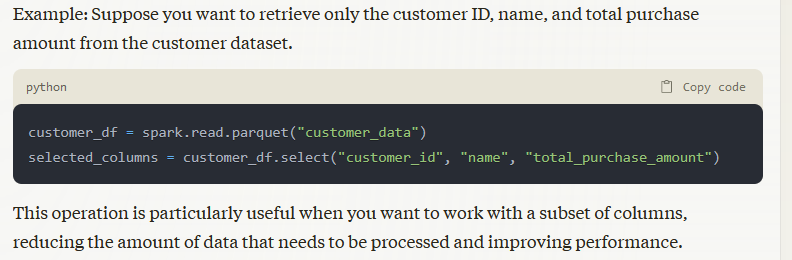 Example: Suppose you want to retrieve only the customer ID, name, and total purchase
amount from the customer dataset.
python
Copy code
customer_df = spark.read.parquet("customer_data")
selected_columns = customer_df.select("customer_id", "name", "total_purchase_amount")
This operation is particularly useful when you want to work with a subset of columns,
reducing the amount of data that needs to be processed and improving performance.